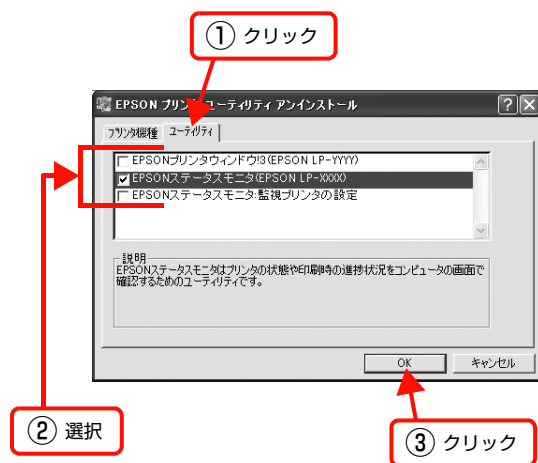 ① クリック
EPSON プリンタユーティリティ アンインストール
プリンタ機種 ユーティリティ
EPSONプリンタウィンドウ!3(EPSON LP-YYYY)
EPSONステータスモニタ(EPSON LP-XXXX)
EPSONステータスモニタ:監視プリンタの設定
説明
EPSONステータスモニタはプリンタの状態や印刷時の進捗状況をコンピュータの画面で
確認するためのユーティリティです。
OK キャンセル
② 選択
③ クリック